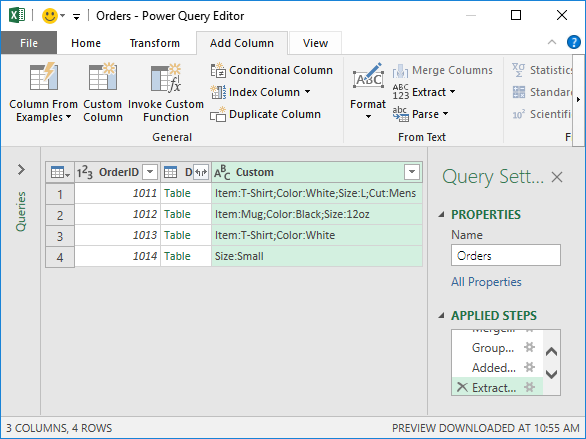 Orders - Power Query Editor
File Home Transform Add Column View
Column From Examples
Custom Column
Invoke Custom Function
Conditional Column
Index Column
Duplicate Column
General
Format
Merge Columns
Extract
Parse
From Text
Statistics
Standard
Scientific
Queries
OrderID D Custom
1 1011 Table Item:T-Shirt;Color:White;Size:L;Cut:Mens
2 1012 Table Item:Mug;Color:Black;Size:12oz
3 1013 Table Item:T-Shirt;Color:White
4 1014 Table Size:Small
Query Sett...
PROPERTIES
Name
Orders
All Properties
APPLIED STEPS
Merge...
Group...
Added...
Extract...
3 COLUMNS, 4 ROWS
PREVIEW DOWNLOADED AT 10:55 AM